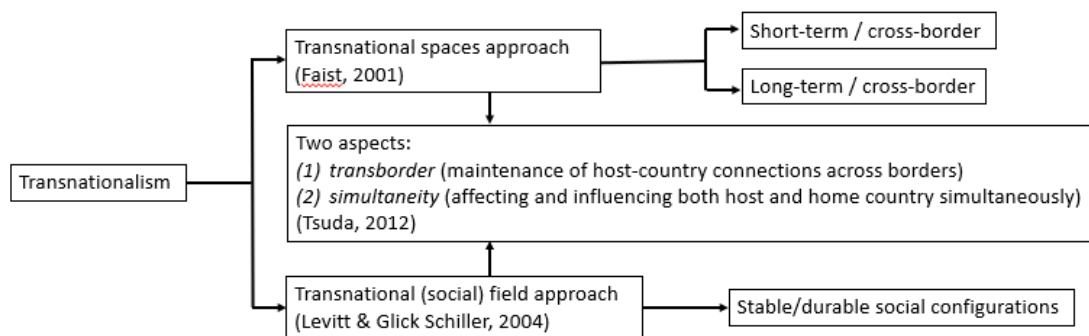 Transnationalism
Transnational spaces approach
(Faist, 2001)
Short-term / cross-border
Long-term / cross-border
Two aspects:
(1) transborder (maintenance of host-country connections across borders)
(2) simultaneity (affecting and influencing both host and home country simultaneously)
(Tsuda, 2012)
Transnational (social) field approach
(Levitt & Glick Schiller, 2004)
Stable/durable social configurations